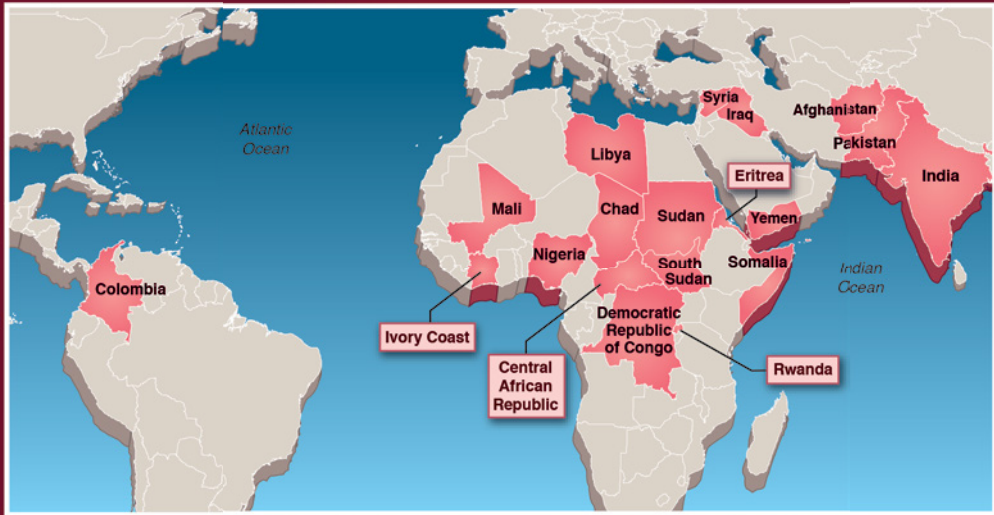 Atlantic
Ocean
Syria
Iraq
Afghanistan
Pakistan
India
Libya
Eritrea
Mali
Chad
Sudan
Yemen
Nigeria
South
Sudan
Somalia
Indian
Ocean
Colombia
Democratic
Republic
of Congo
Ivory Coast
Central
African
Republic
Rwanda